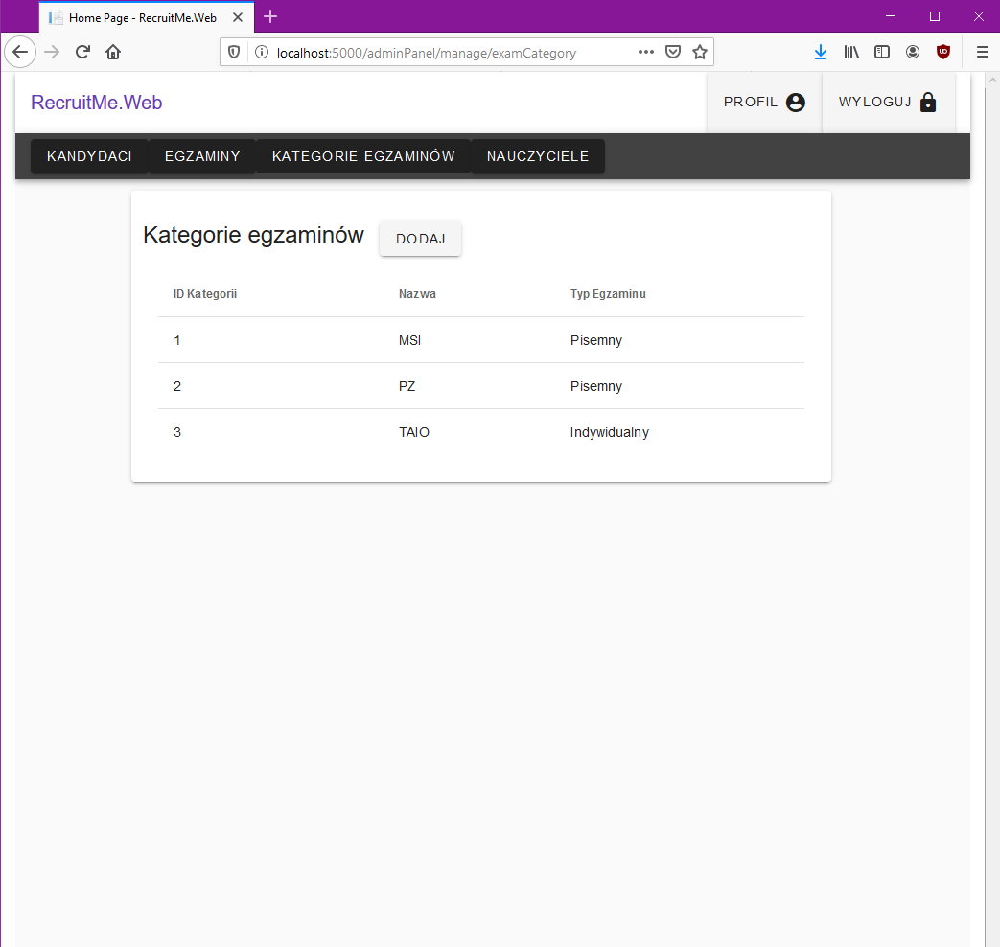 Home Page - RecruitMe.Web
localhost:5000/adminPanel/manage/examCategory
RecruitMe.Web
PROFIL
WYLOGUJ
KANDYDACI EGZAMINY KATEGORIE EGZAMINÓW NAUCZYCIELE
Kategorie egzaminów DODAJ
ID Kategorii Nazwa Typ Egzaminu
1 MSI Pisemny
2 PZ Pisemny
3 TAIO Indywidualny